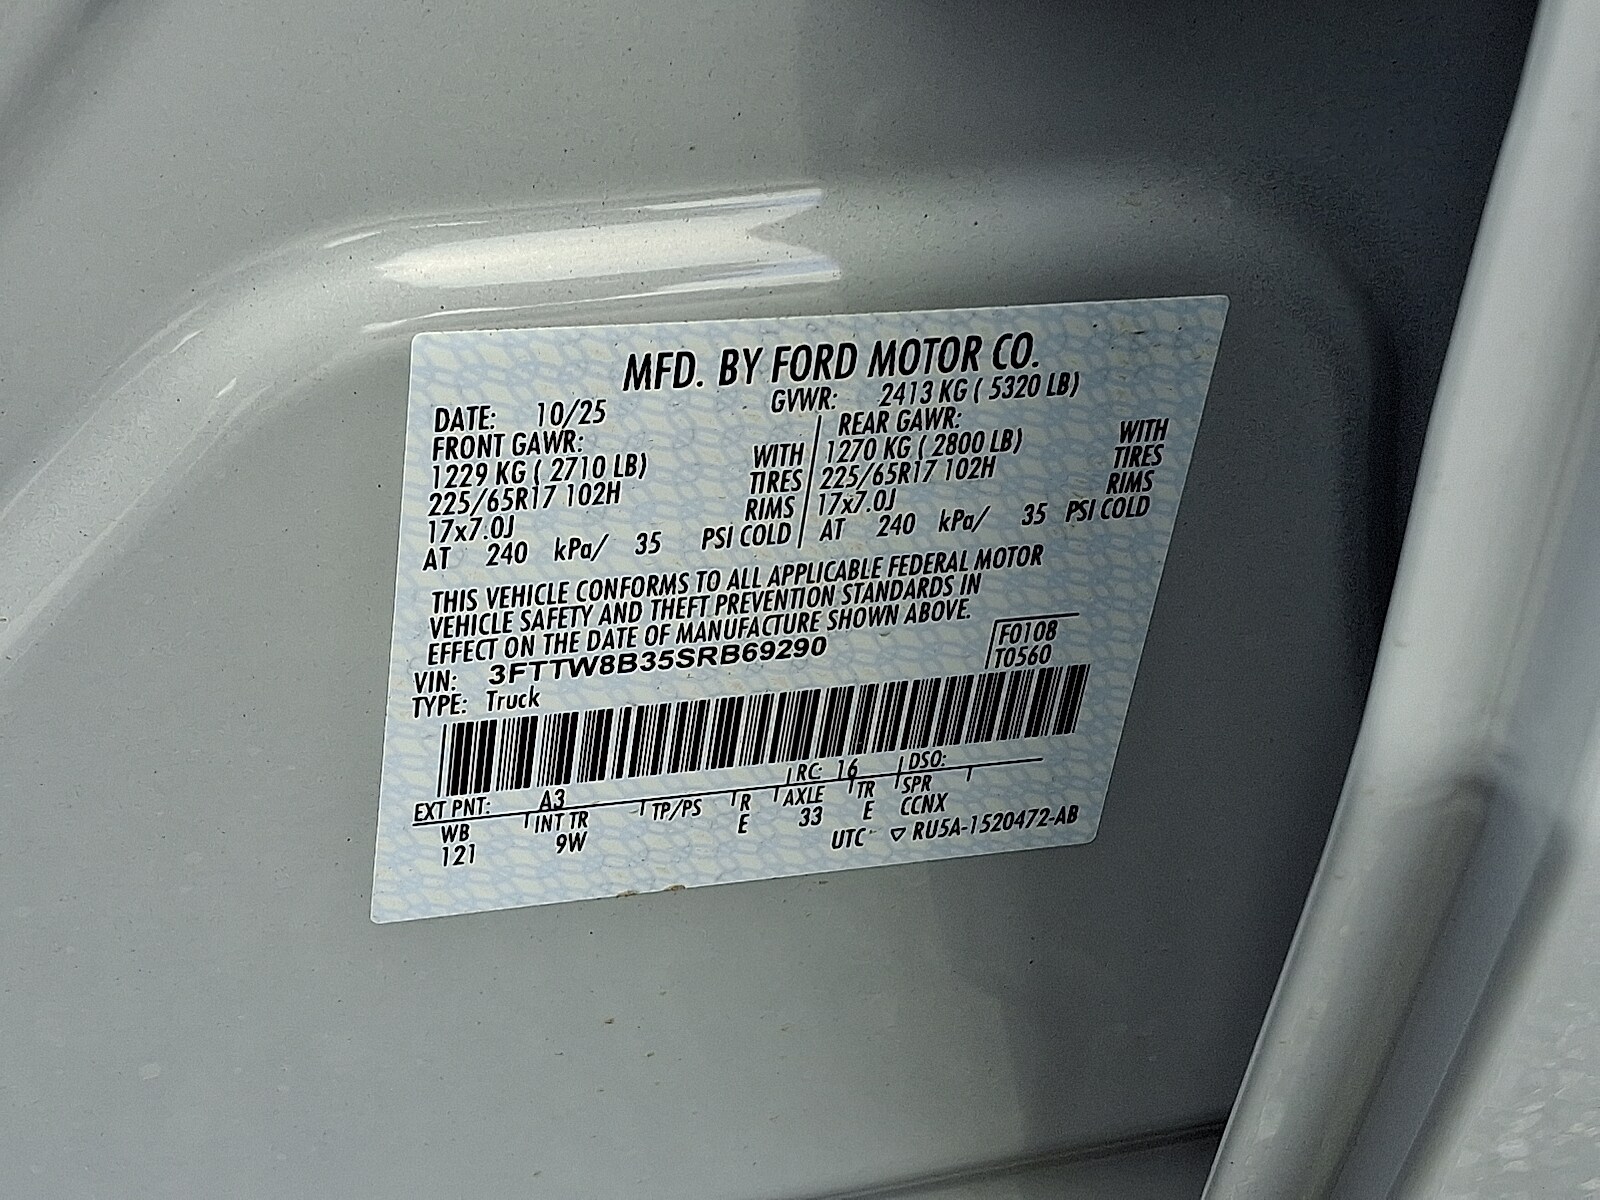 MFD. BY FORD MOTOR CO.
DATE: 10/25 GVWR: 2413 KG ( 5320 LB)
FRONT GAWR: REAR GAWR:
1229 KG ( 2710 LB) WITH 1270 KG ( 2800 LB) WITH
225/65R17 102H TIRES 225/65R17 102H TIRES
17x7.0J RIMS 17x7.0J RIMS
AT 240 kPa/ 35 PSI COLD AT 240 kPa/ 35 PSI COLD
THIS VEHICLE CONFORMS TO ALL APPLICABLE FEDERAL MOTOR
VEHICLE SAFETY AND THEFT PREVENTION STANDARDS IN
EFFECT ON THE DATE OF MANUFACTURE SHOWN ABOVE.
VIN: 3FTTW8B35SRB69290 F0108
TYPE: Truck T0560
RC: 16 DSO:
EXT PNT: A3
WB INT TR TP/PS R AXLE TR SPR
121 9W E 33 E CCNX
UTC ▽ RU5A-1520472-AB